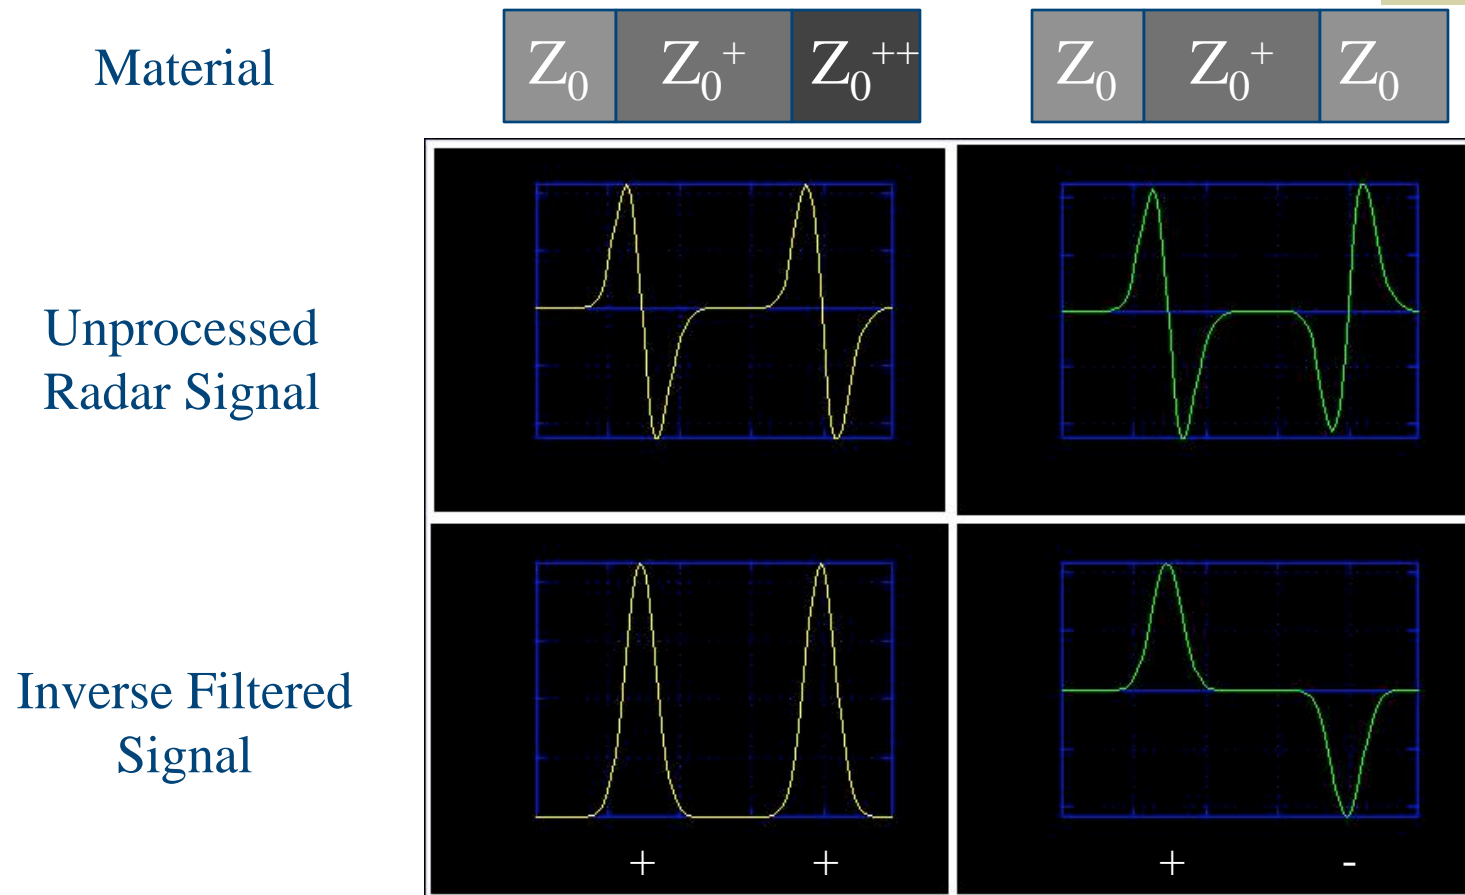 Material
Z₀ Z₀⁺ Z₀⁺⁺
Z₀ Z₀⁺ Z₀
Unprocessed
Radar Signal
Inverse Filtered
Signal
+ +
+ -